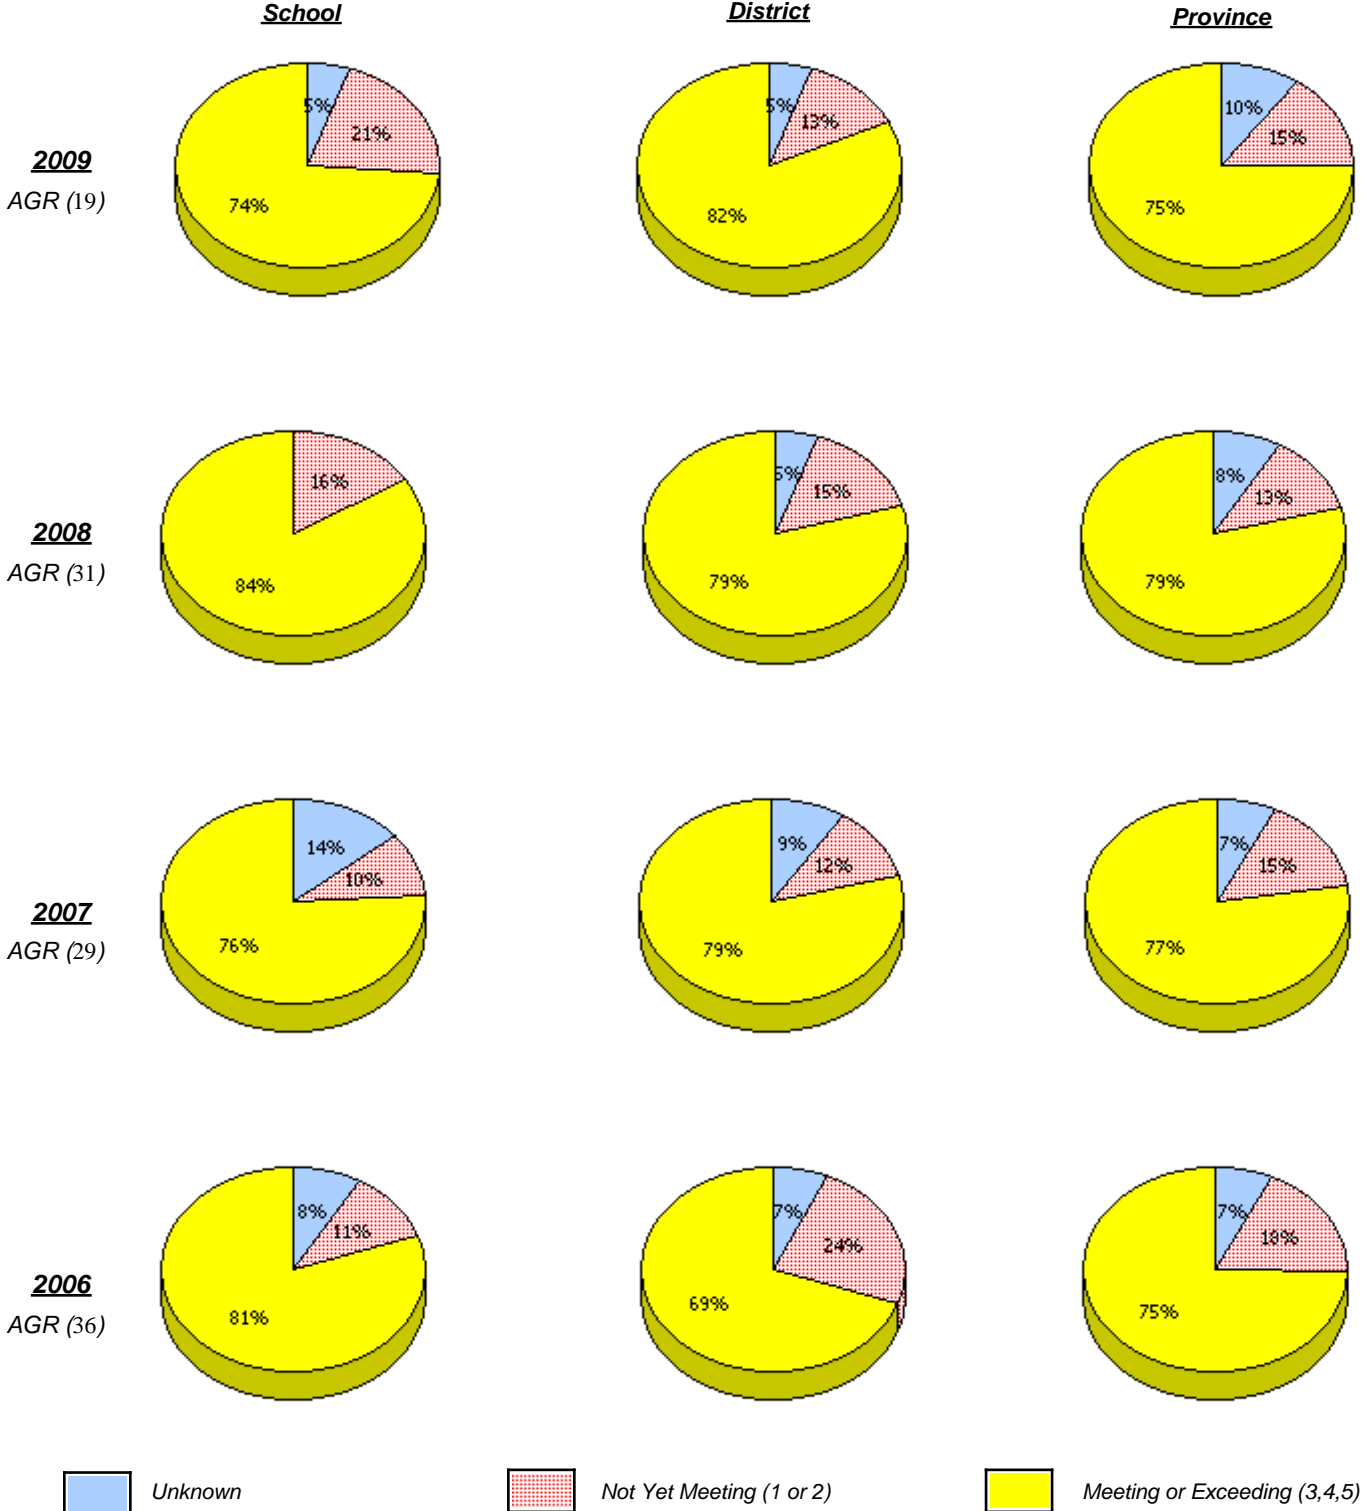 School District Province
2009
AGR (19)
5% 21% 74%
5% 13% 82%
10% 15% 75%
2008
AGR (31)
16% 84%
5% 15% 79%
8% 13% 79%
2007
AGR (29)
14% 10% 76%
9% 12% 79%
7% 15% 77%
2006
AGR (36)
8% 11% 81%
7% 24% 69%
7% 18% 75%
Unknown Not Yet Meeting (1 or 2) Meeting or Exceeding (3,4,5)